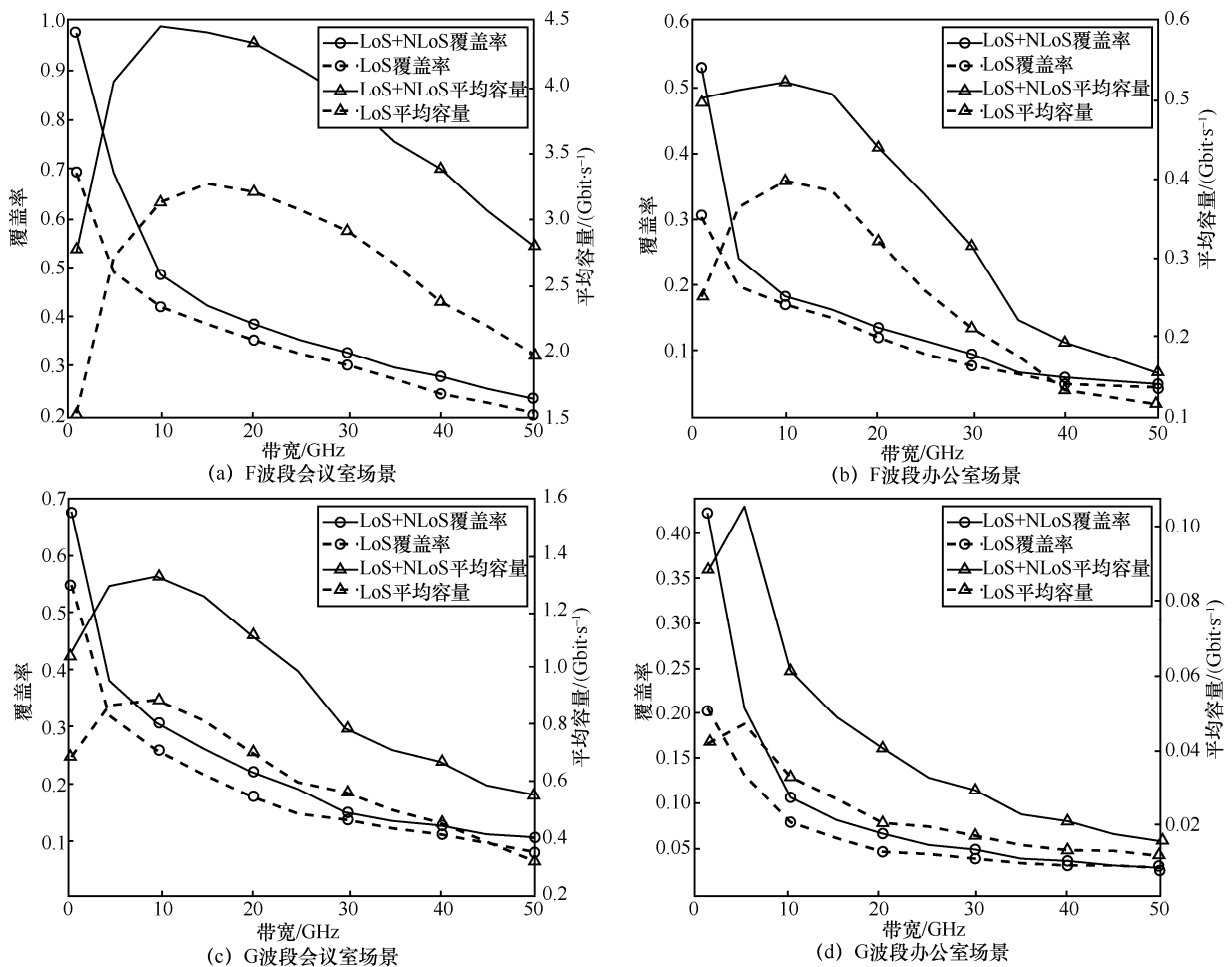 1.0
0.9
0.8
0.7
0.6
0.5
0.4
0.3
0.2
覆盖率
4.5
4.0
3.5
3.0
2.5
2.0
1.5
平均容量/(Gbit·s⁻¹)
LoS+NLoS覆盖率
LoS覆盖率
LoS+NLoS平均容量
LoS平均容量
0 10 20 30 40 50
带宽/GHz
(a) F波段会议室场景
0.6
0.5
0.4
0.3
0.2
0.1
覆盖率
0.6
0.5
0.4
0.3
0.2
0.1
平均容量/(Gbit·s⁻¹)
LoS+NLoS覆盖率
LoS覆盖率
LoS+NLoS平均容量
LoS平均容量
0 10 20 30 40 50
带宽/GHz
(b) F波段办公室场景
0.7
0.6
0.5
0.4
0.3
0.2
0.1
覆盖率
1.6
1.4
1.2
1.0
0.8
0.6
0.4
0.2
平均容量/(Gbit·s⁻¹)
LoS+NLoS覆盖率
LoS覆盖率
LoS+NLoS平均容量
LoS平均容量
0 10 20 30 40 50
带宽/GHz
(c) G波段会议室场景
0.40
0.35
0.30
0.25
0.20
0.15
0.10
0.05
覆盖率
0.10
0.08
0.06
0.04
0.02
平均容量/(Gbit·s⁻¹)
LoS+NLoS覆盖率
LoS覆盖率
LoS+NLoS平均容量
LoS平均容量
0 10 20 30 40 50
带宽/GHz
(d) G波段办公室场景